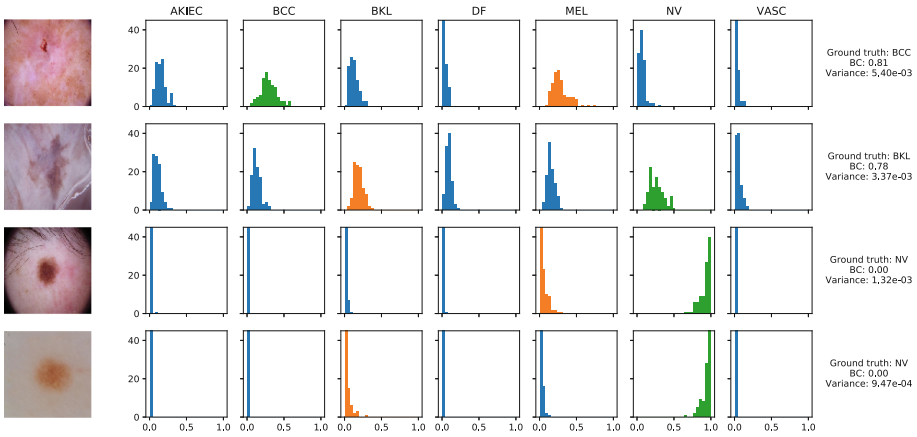 AKIEC BCC BKL DF MEL NV VASC
40
20
0
Ground truth: BCC
BC: 0.81
Variance: 5,40e-03
40
20
0
Ground truth: BKL
BC: 0.78
Variance: 3.37e-03
40
20
0
Ground truth: NV
BC: 0.00
Variance: 1,32e-03
40
20
0
Ground truth: NV
BC: 0,00
Variance: 9.47e-04
0.0 0.5 1.0 0.0 0.5 1.0 0.0 0.5 1.0 0.0 0.5 1.0 0.0 0.5 1.0 0.0 0.5 1.0 0.0 0.5 1.0